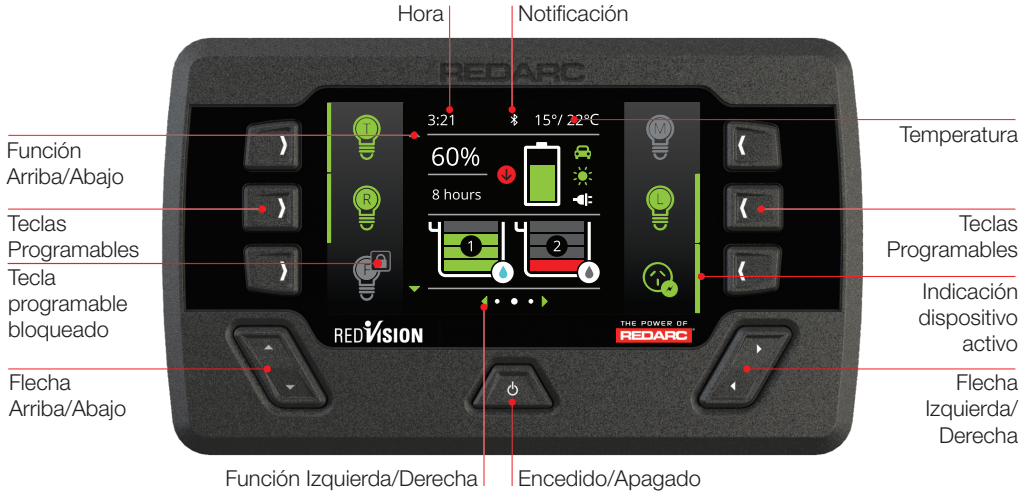 Hora
Notificación
REDARC
3:21
15°/ 22°C
60%
8 hours
T
R
F
M
L
1
2
Función
Arriba/Abajo
Teclas
Programables
Tecla
programable
bloqueado
Flecha
Arriba/Abajo
Temperatura
Teclas
Programables
Indicación
dispositivo
activo
Flecha
Izquierda/
Derecha
REDVISION
THE POWER OF
REDARC
Función Izquierda/Derecha
Encedido/Apagado